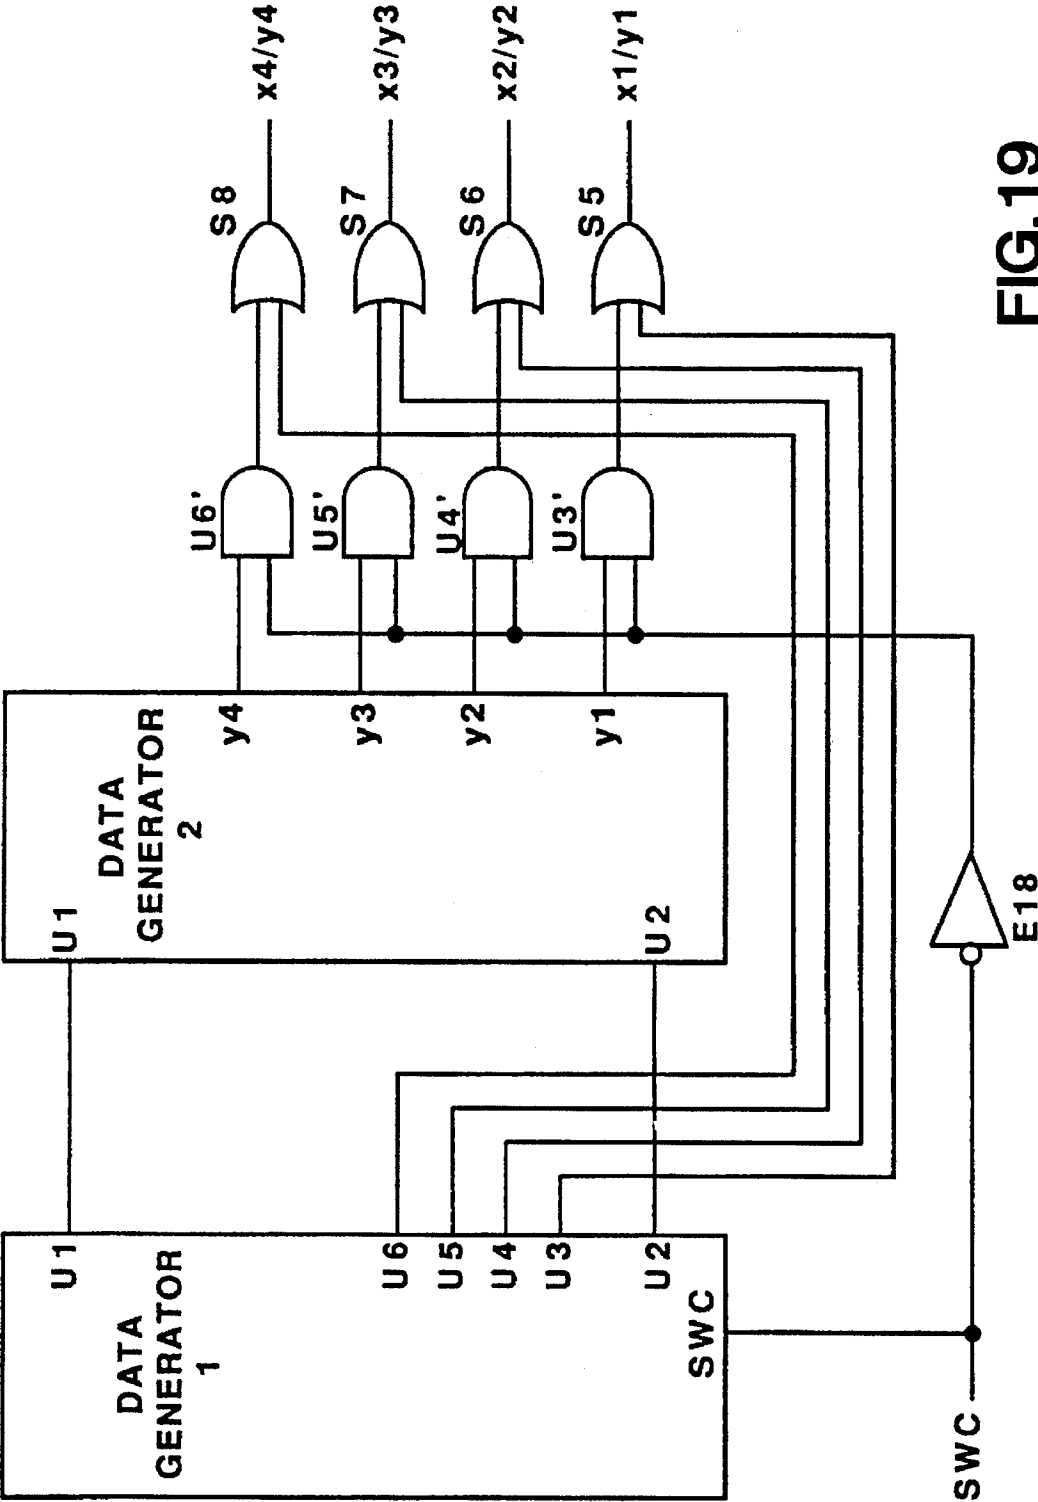 DATA
GENERATOR
1
U1
U6
U5
U4
U3
U2
SWC
SWC
DATA
GENERATOR
2
U1
U2
y4
y3
y2
y1
E18
U6'
U5'
U4'
U3'
S8
S7
S6
S5
x4/y4
x3/y3
x2/y2
x1/y1
FIG.19